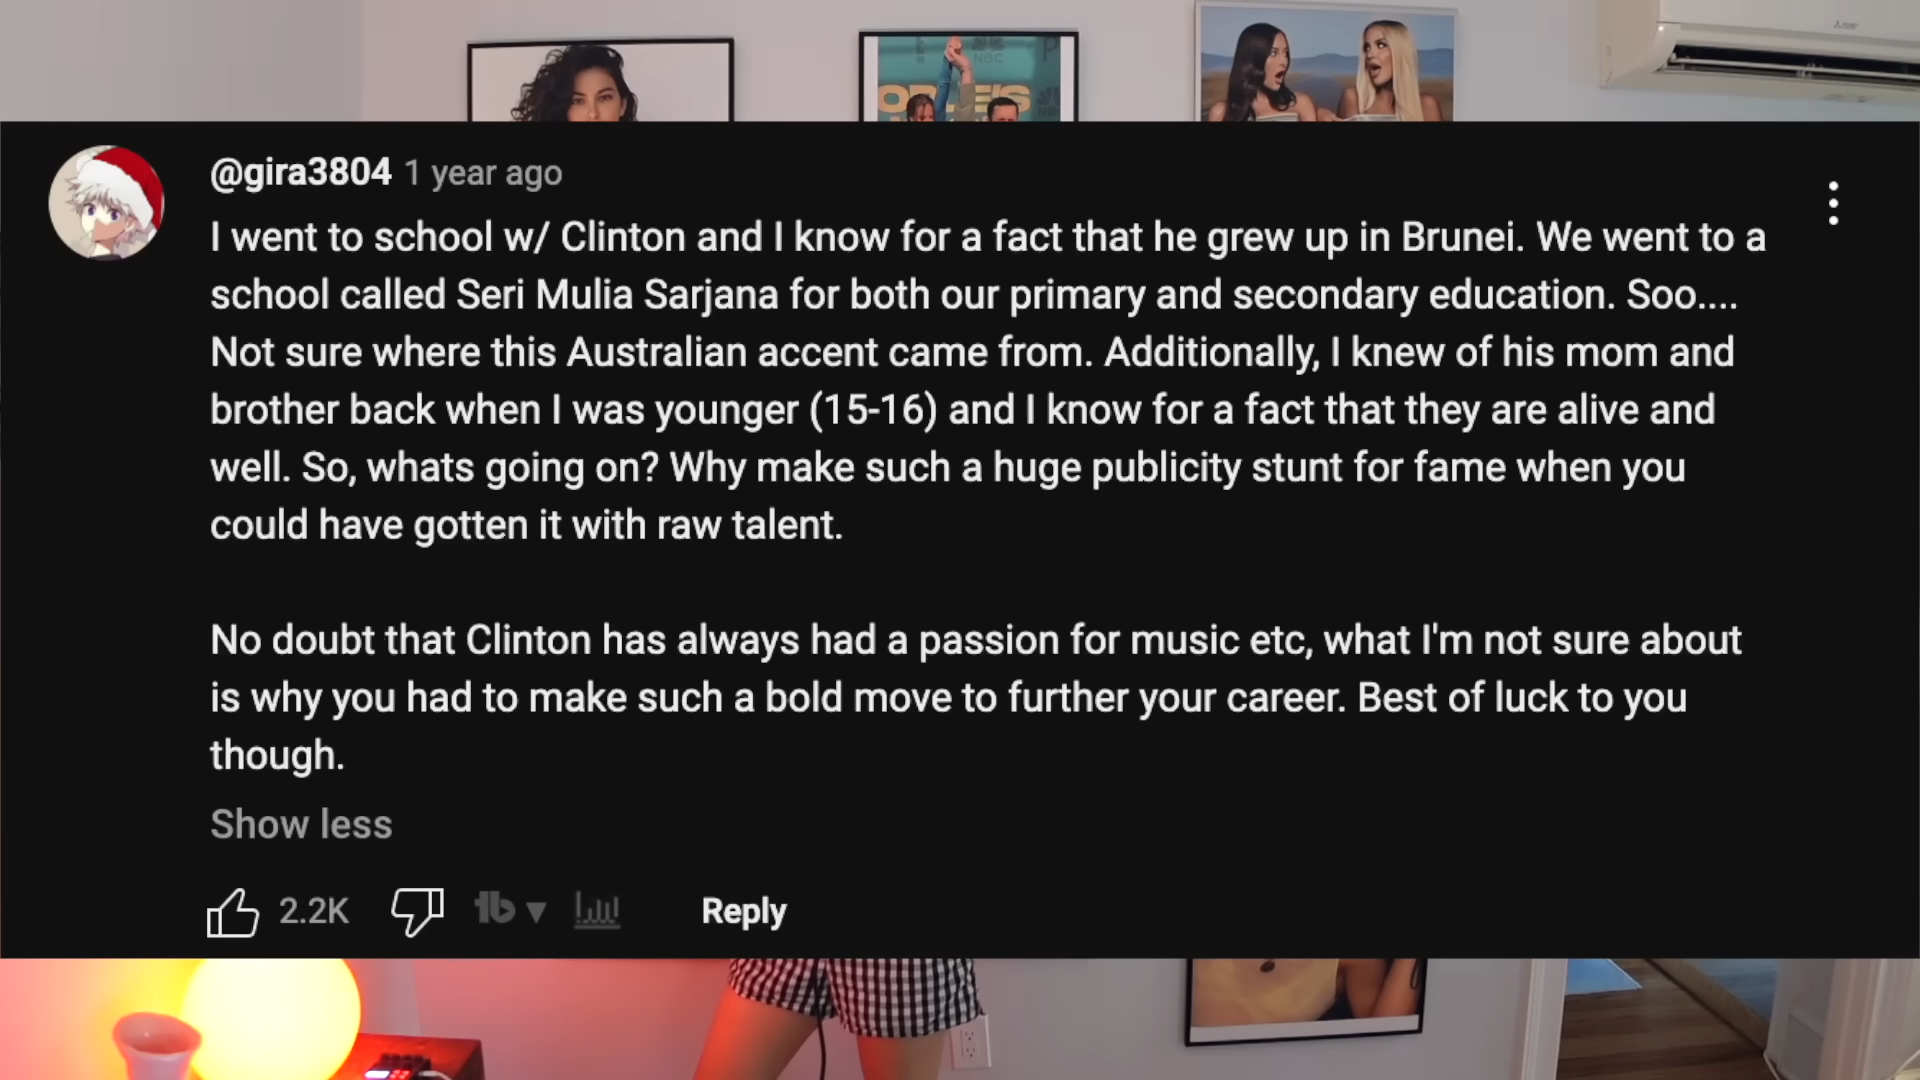 NBC
@gira3804 1 year ago
I went to school w/ Clinton and I know for a fact that he grew up in Brunei. We went to a
school called Seri Mulia Sarjana for both our primary and secondary education. Soo....
Not sure where this Australian accent came from. Additionally, I knew of his mom and
brother back when I was younger (15-16) and I know for a fact that they are alive and
well. So, whats going on? Why make such a huge publicity stunt for fame when you
could have gotten it with raw talent.
No doubt that Clinton has always had a passion for music etc, what I'm not sure about
is why you had to make such a bold move to further your career. Best of luck to you
though.
Show less
2.2K tb Reply